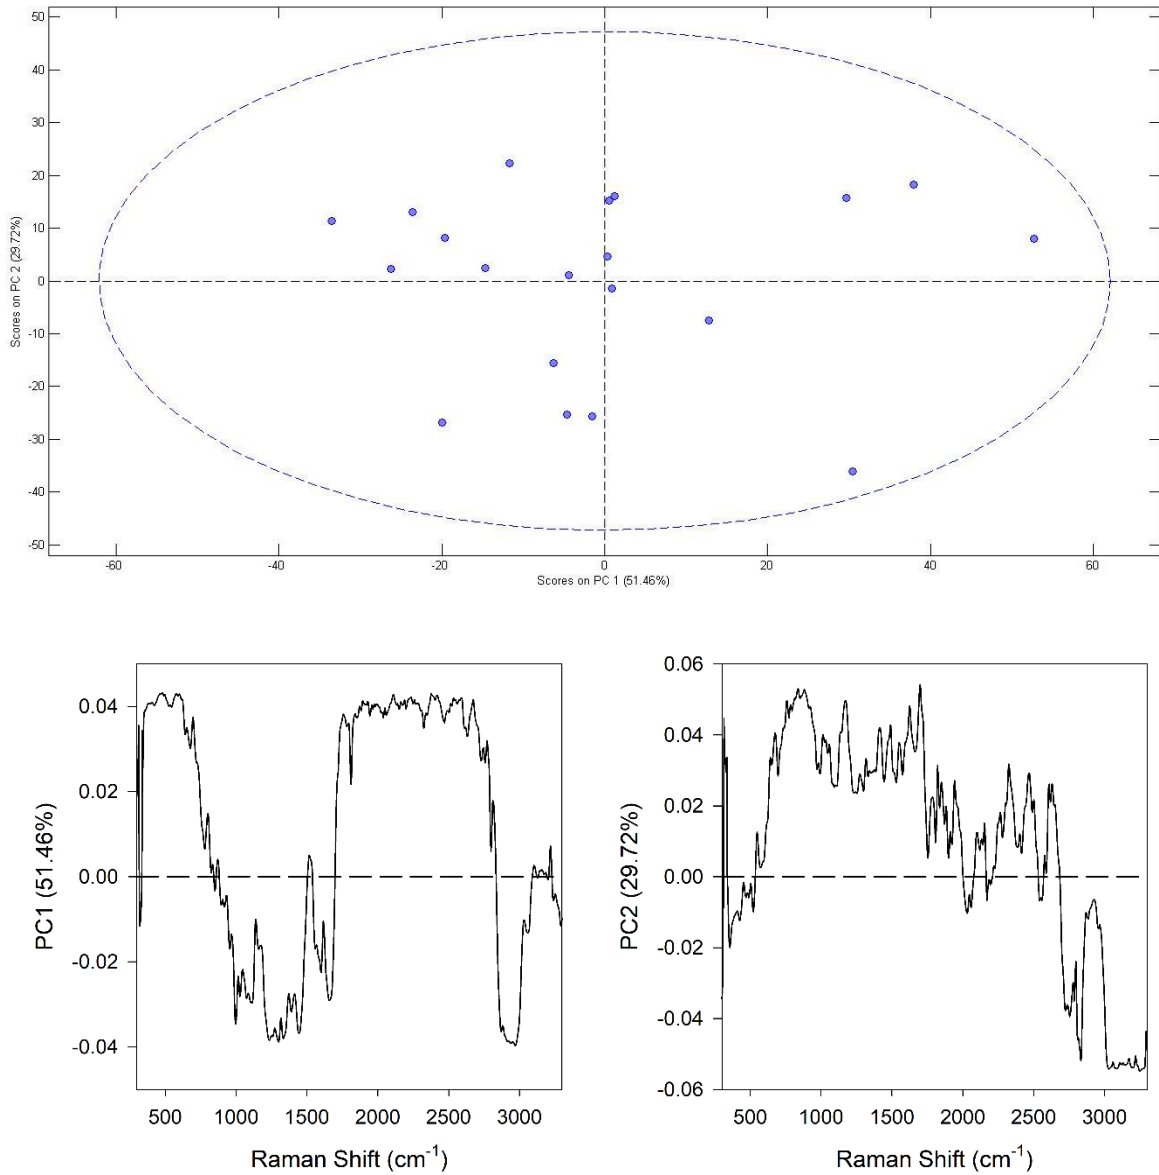 50
40
30
20
10
0
-10
-20
-30
-40
-50
Scores on PC 2 (29.72%)
-60 -40 -20 0 20 40 60
Scores on PC 1 (51.46%)
0.04
0.02
0.00
-0.02
-0.04
PC1 (51.46%)
500 1000 1500 2000 2500 3000
Raman Shift (cm⁻¹)
0.06
0.04
0.02
0.00
-0.02
-0.04
-0.06
PC2 (29.72%)
500 1000 1500 2000 2500 3000
Raman Shift (cm⁻¹)